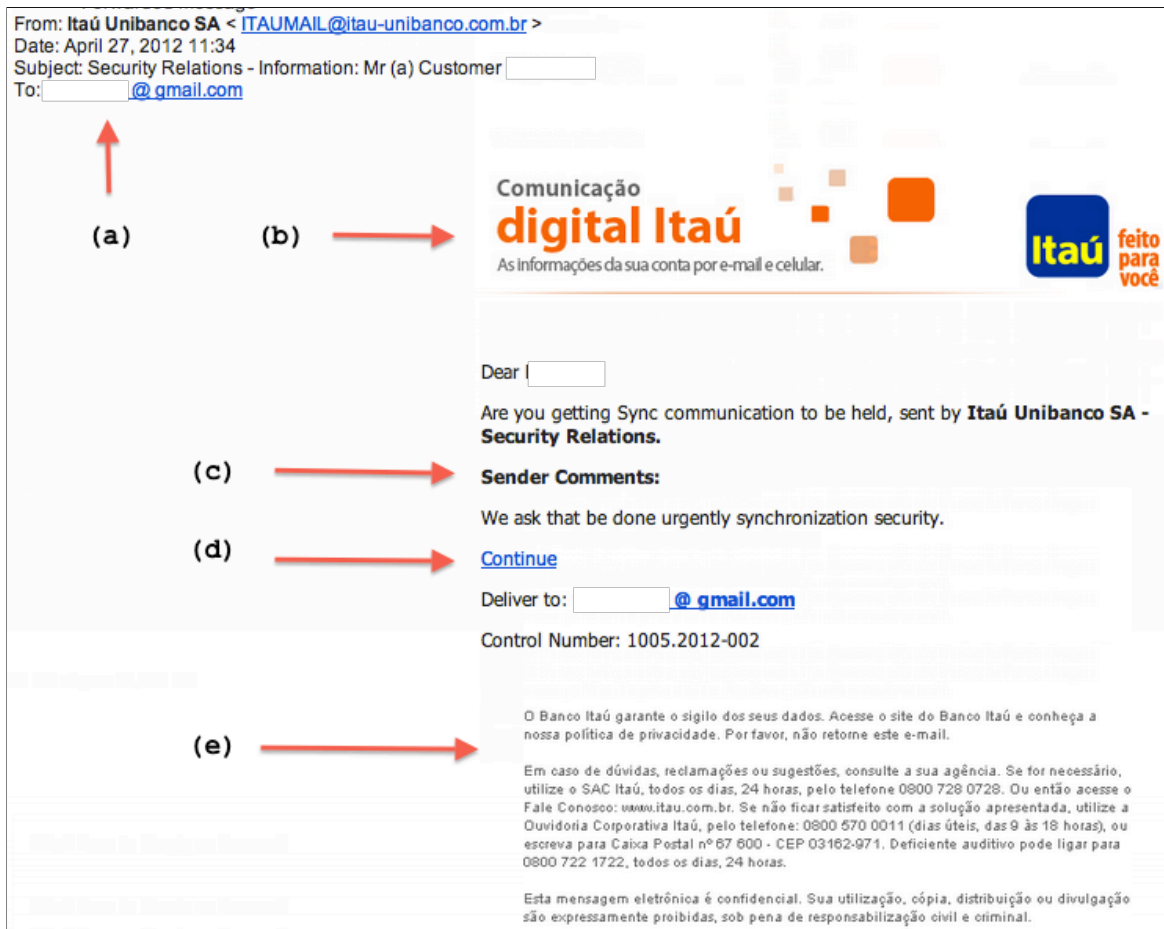 From: Itaú Unibanco SA < ITAUMAIL@itau-unibanco.com.br >
Date: April 27, 2012 11:34
Subject: Security Relations - Information: Mr (a) Customer
To: @ gmail.com
(a)
(b)
Comunicação
digital Itaú
As informações da sua conta por e-mail e celular.
Itaú
feito
para
você
Dear
Are you getting Sync communication to be held, sent by Itaú Unibanco SA -
Security Relations.
(c)
Sender Comments:
We ask that be done urgently synchronization security.
(d)
Continue
Deliver to: @ gmail.com
Control Number: 1005.2012-002
(e)
O Banco Itaú garante o sigilo dos seus dados. Acesse o site do Banco Itaú e conheça a
nossa política de privacidade. Por favor, não retorne este e-mail.
Em caso de dúvidas, reclamações ou sugestões, consulte a sua agência. Se for necessário,
utilize o SAC Itaú, todos os dias, 24 horas, pelo telefone 0800 728 0728. Ou então acesse o
Fale Conosco: www.itau.com.br. Se não ficar satisfeito com a solução apresentada, utilize a
Ouvidoria Corporativa Itaú, pelo telefone: 0800 570 0011 (dias úteis, das 9 às 18 horas), ou
escreva para Caixa Postal nº 67 600 - CEP 03162-971. Deficiente auditivo pode ligar para
0800 722 1722, todos os dias, 24 horas.
Esta mensagem eletrônica é confidencial. Sua utilização, cópia, distribuição ou divulgação
são expressamente proibidas, sob pena de responsabilização civil e criminal.